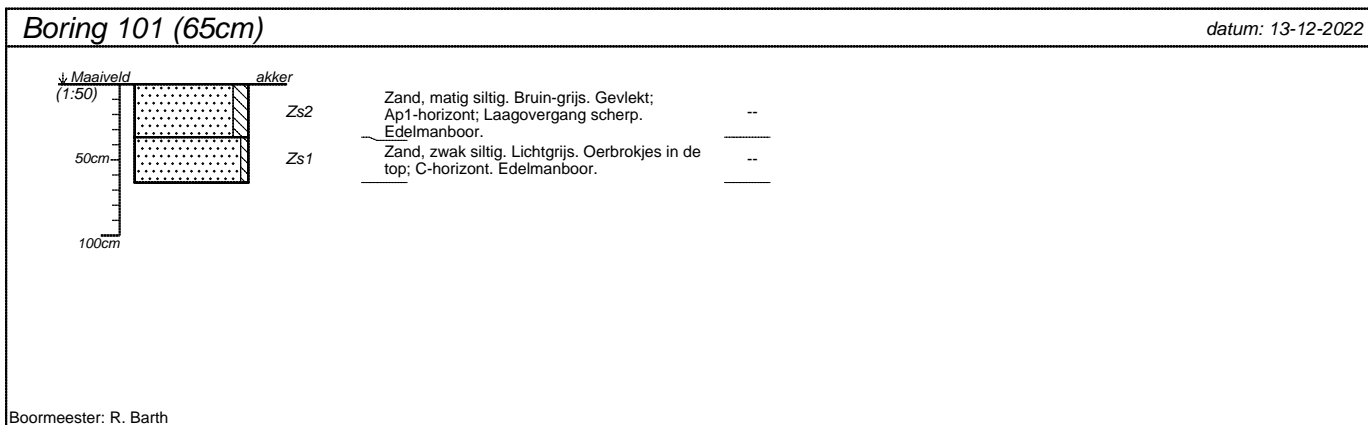 Boring 101 (65cm)
datum: 13-12-2022
Maaiveld
akker
(1:50)
Zs2
Zand, matig siltig. Bruin-grijs. Gevlekt;
Ap1-horizont; Laagovergang scherp.
Edelmanboor.
--
50cm
Zs1
Zand, zwak siltig. Lichtgrijs. Oerbrokjes in de
top; C-horizont. Edelmanboor.
--
100cm
Boormeester: R. Barth